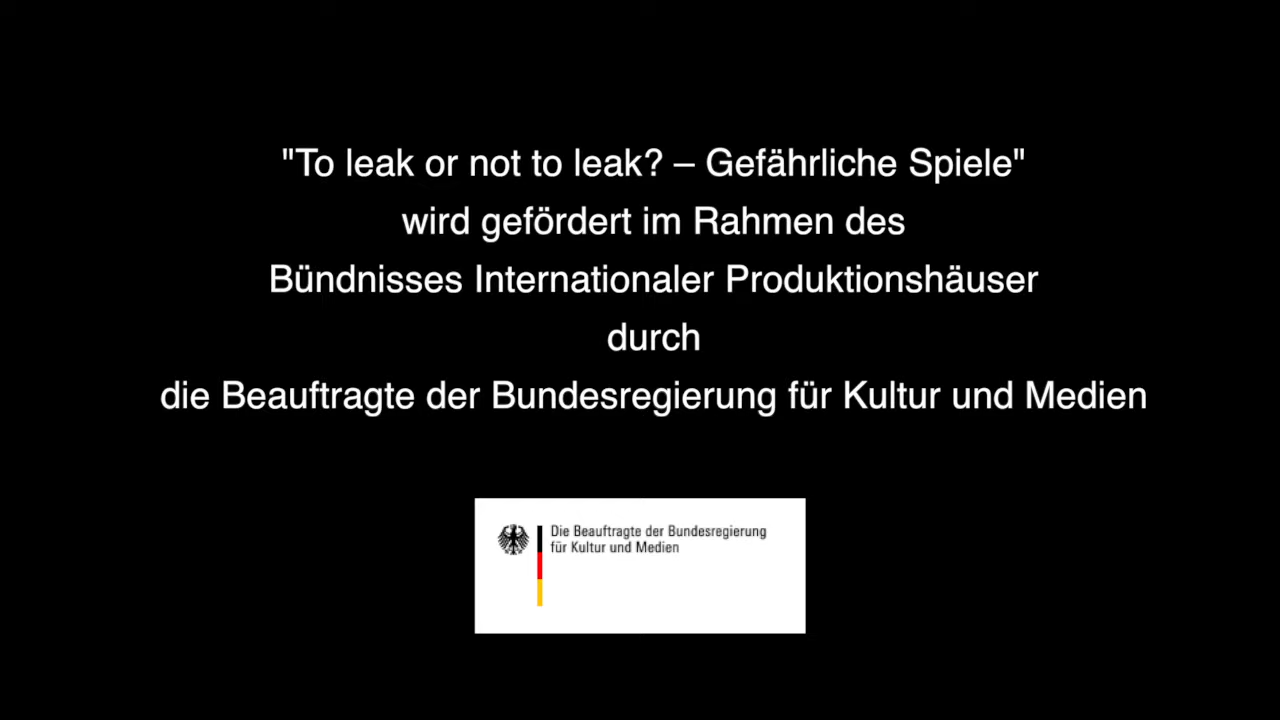 "To leak or not to leak? – Gefährliche Spiele"
wird gefördert im Rahmen des
Bündnisses Internationaler Produktionshäuser
durch
die Beauftragte der Bundesregierung für Kultur und Medien
Die Beauftragte der Bundesregierung
für Kultur und Medien